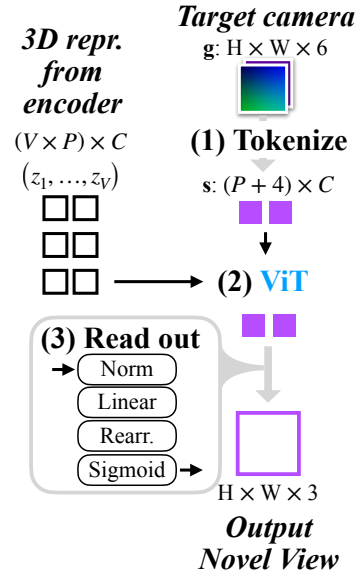 3D repr.
from
encoder
(V × P) × C
(z₁, …, z_V)
Target camera
g: H × W × 6
(1) Tokenize
s: (P + 4) × C
(2) ViT
(3) Read out
Norm
Linear
Rearr.
Sigmoid
H × W × 3
Output
Novel View